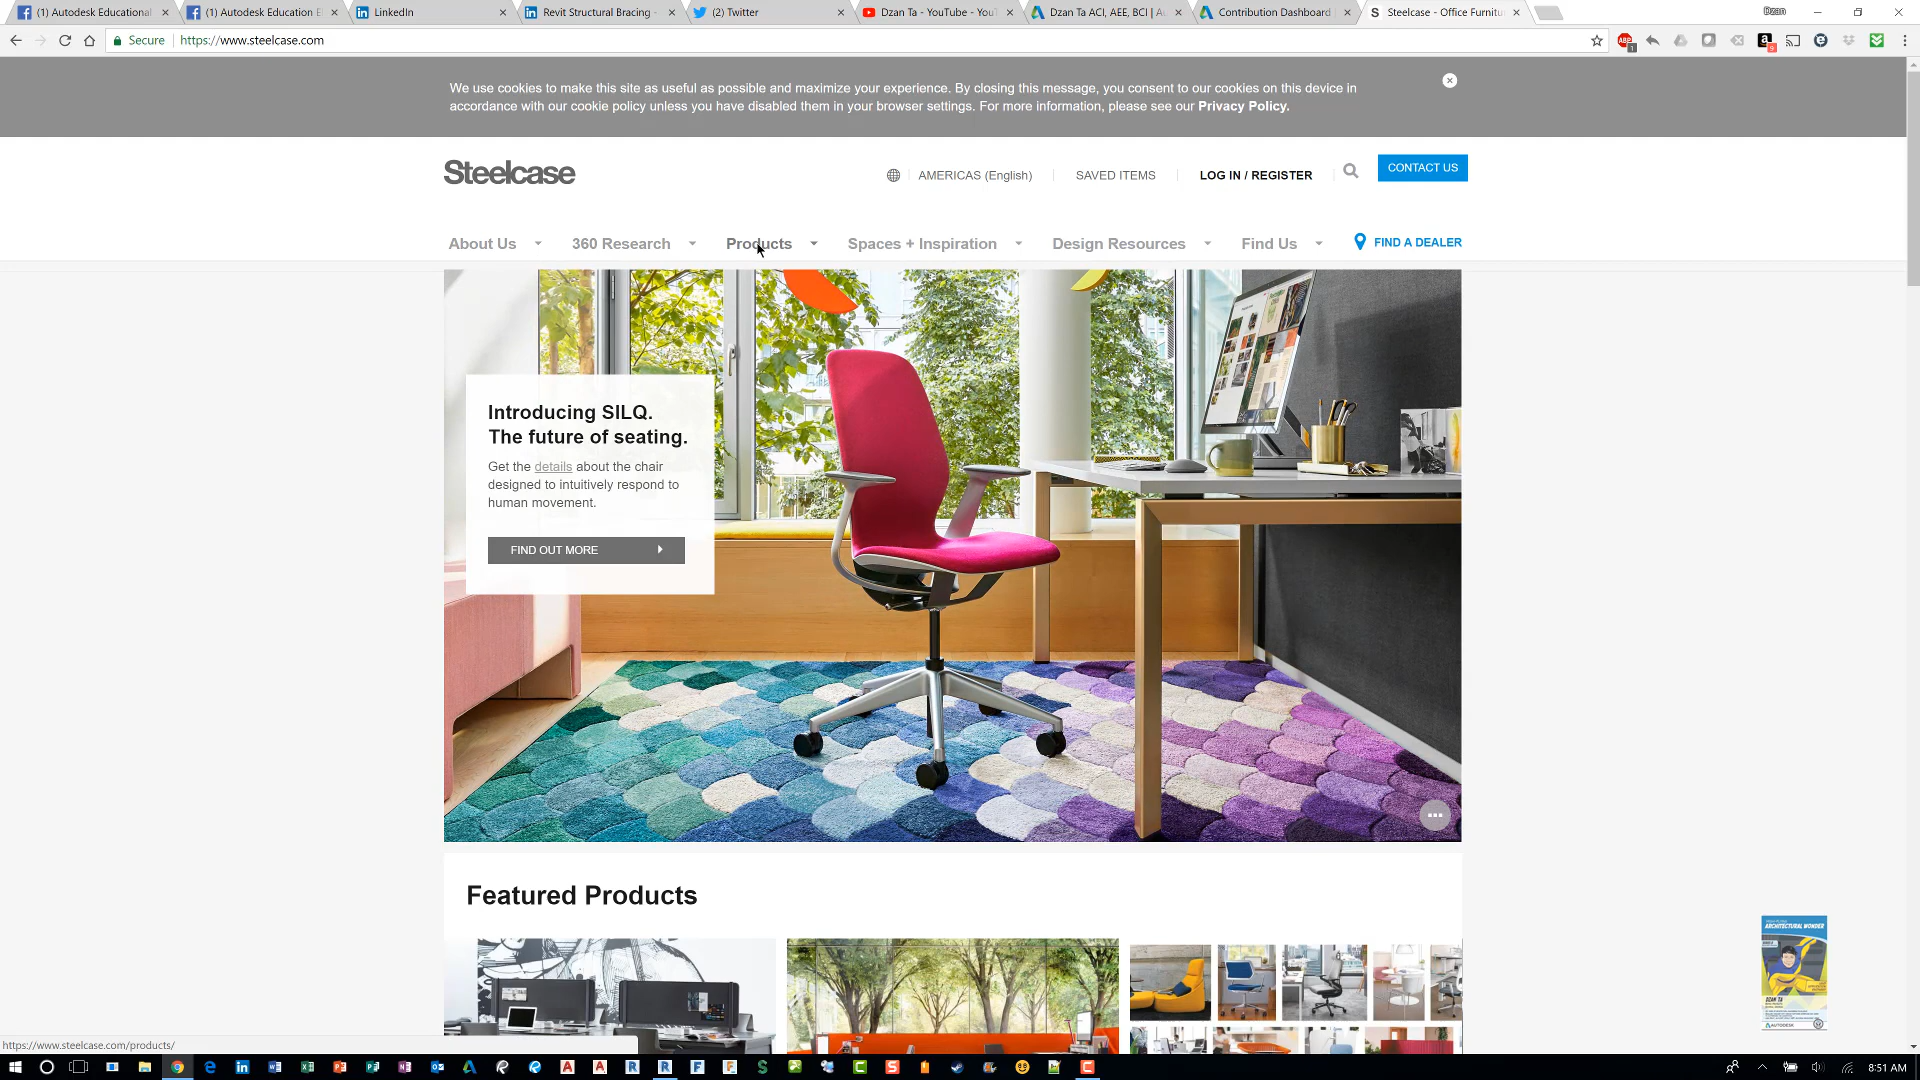 (1) Autodesk Educational
(1) Autodesk Education E
LinkedIn
Revit Structural Bracing -
(2) Twitter
Dzan Ta - YouTube - You
Dzan Ta ACI, AEE, BCI | A
Contribution Dashboard
Steelcase - Office Furnitu
Dzan
Secure
https://www.steelcase.com
We use cookies to make this site as useful as possible and maximize your experience. By closing this message, you consent to our cookies on this device in
accordance with our cookie policy unless you have disabled them in your browser settings. For more information, please see our Privacy Policy.
Steelcase
AMERICAS (English)
SAVED ITEMS
LOG IN / REGISTER
CONTACT US
About Us
360 Research
Products
Spaces + Inspiration
Design Resources
Find Us
FIND A DEALER
Introducing SILQ.
The future of seating.
Get the details about the chair
designed to intuitively respond to
human movement.
FIND OUT MORE
Featured Products
ARCHITECTURAL WONDER
DZAN TA
AUTODESK
https://www.steelcase.com/products/
8:51 AM